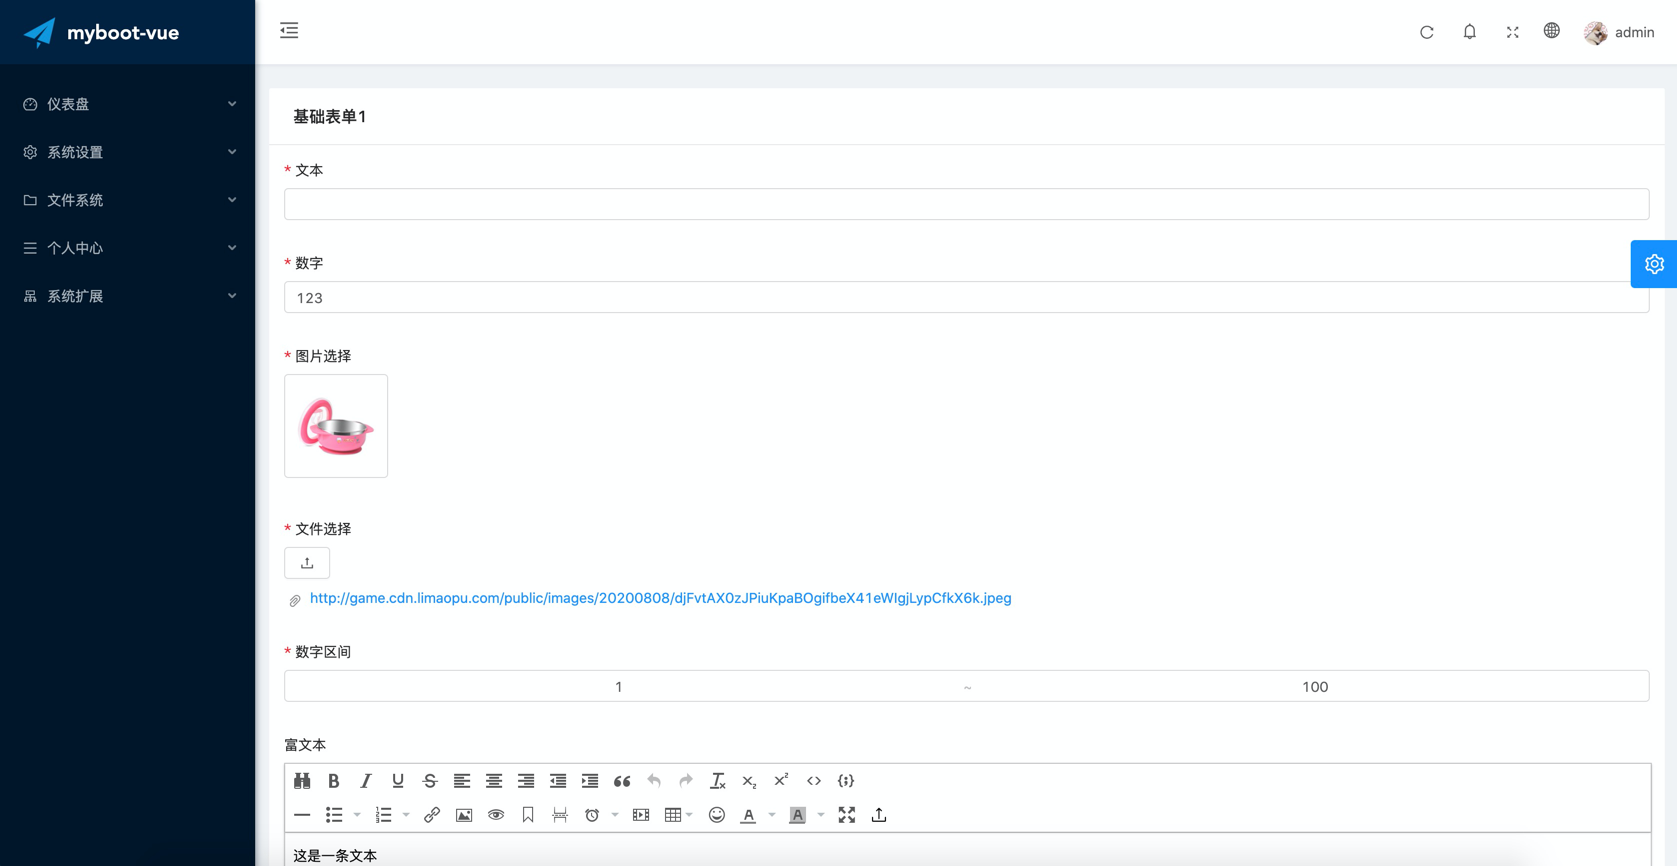 myboot-vue
admin
仪表盘
系统设置
文件系统
个人中心
系统扩展
基础表单1
* 文本
* 数字
123
* 图片选择
* 文件选择
http://game.cdn.limaopu.com/public/images/20200808/djFvtAX0zJPiuKpaBOgifbeX41eWIgjLypCfkX6k.jpeg
* 数字区间
1 ~ 100
富文本
这是一条文本